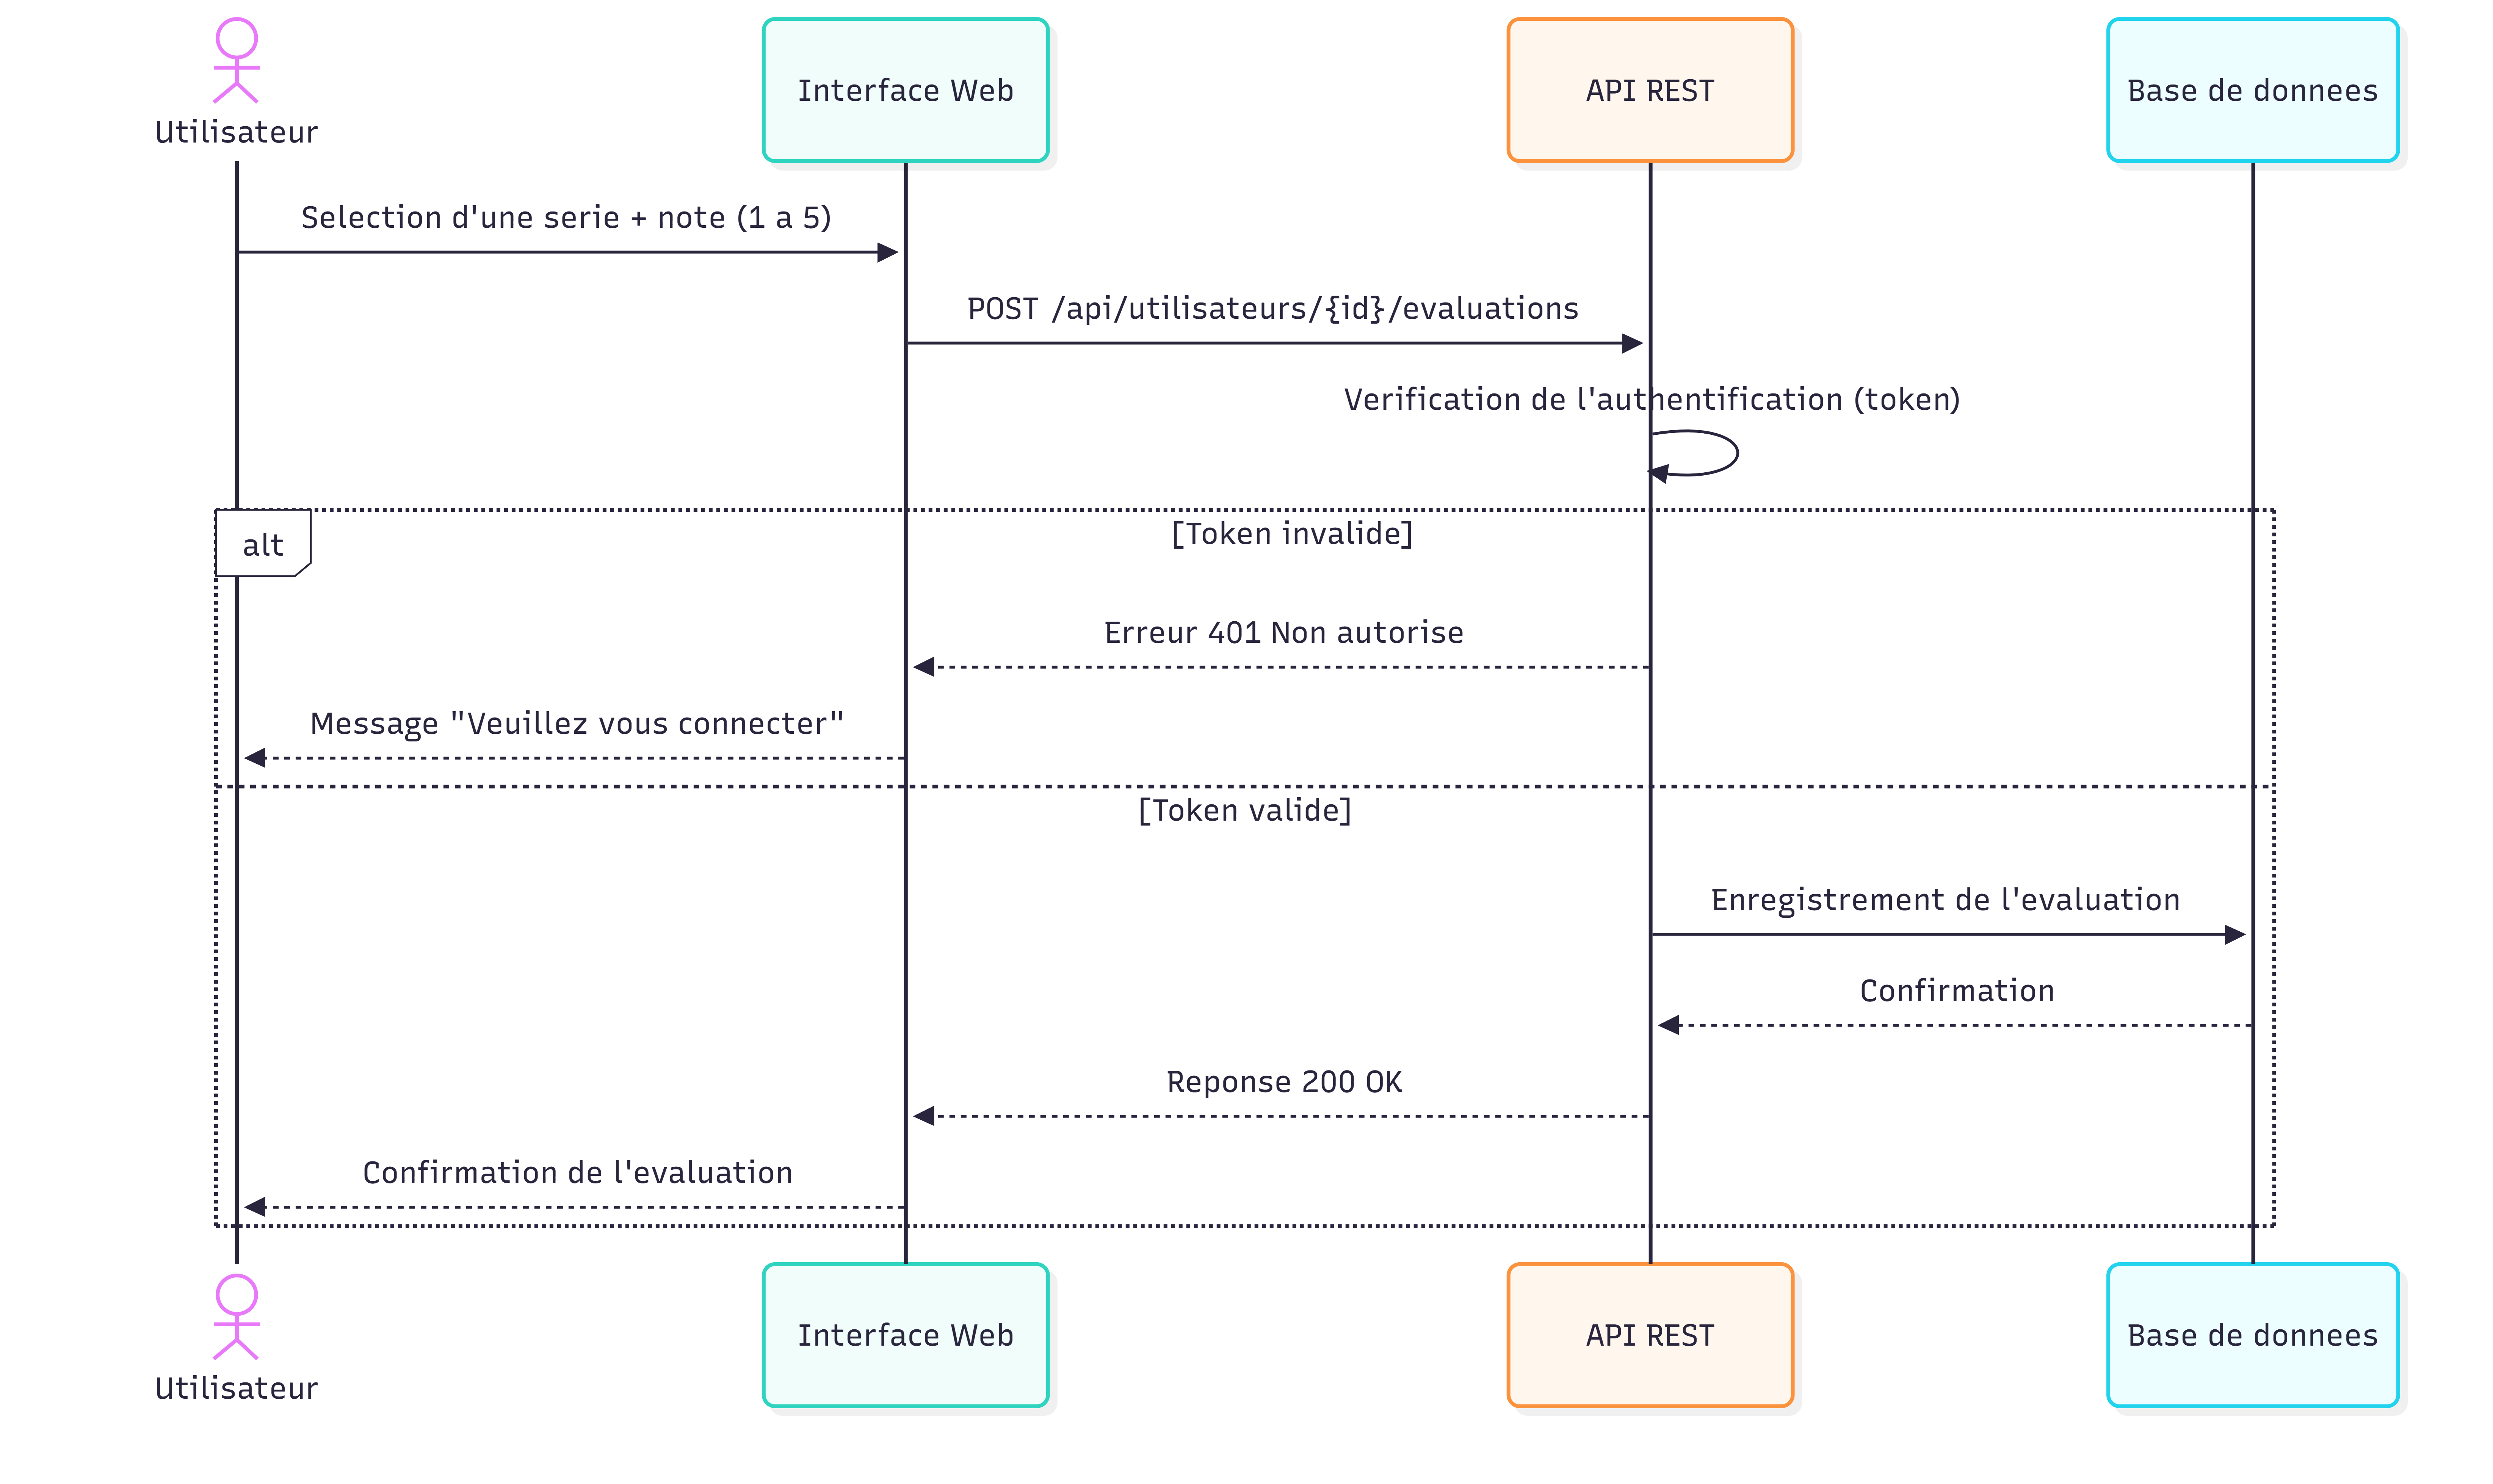 Utilisateur
Interface Web
API REST
Base de donnees
Selection d'une serie + note (1 a 5)
POST /api/utilisateurs/{id}/evaluations
Verification de l'authentification (token)
alt
[Token invalide]
Erreur 401 Non autorise
Message "Veuillez vous connecter"
[Token valide]
Enregistrement de l'evaluation
Confirmation
Reponse 200 OK
Confirmation de l'evaluation
Utilisateur
Interface Web
API REST
Base de donnees